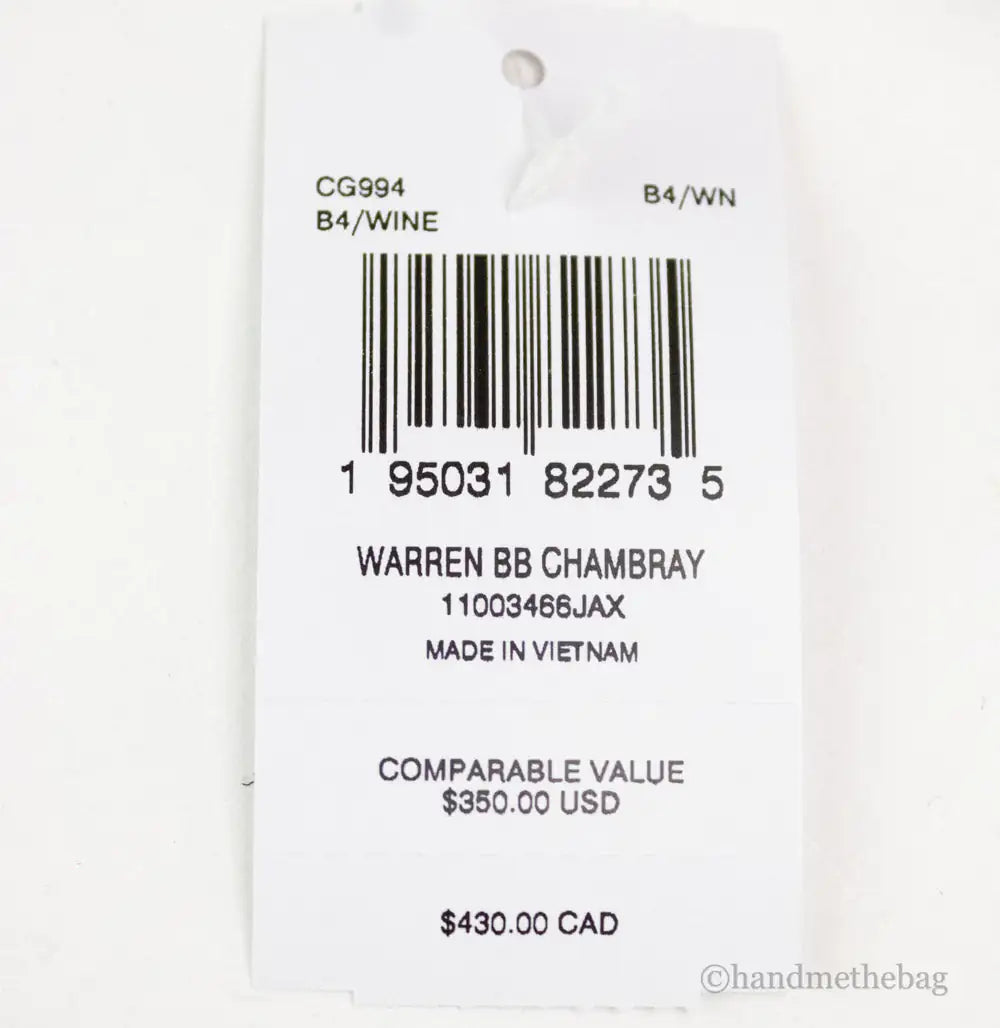 CG994 B4/WN
B4/WINE
1 95031 82273 5
WARREN BB CHAMBRAY
11003466JAX
MADE IN VIETNAM
COMPARABLE VALUE
$350.00 USD
$430.00 CAD
©handmethebag